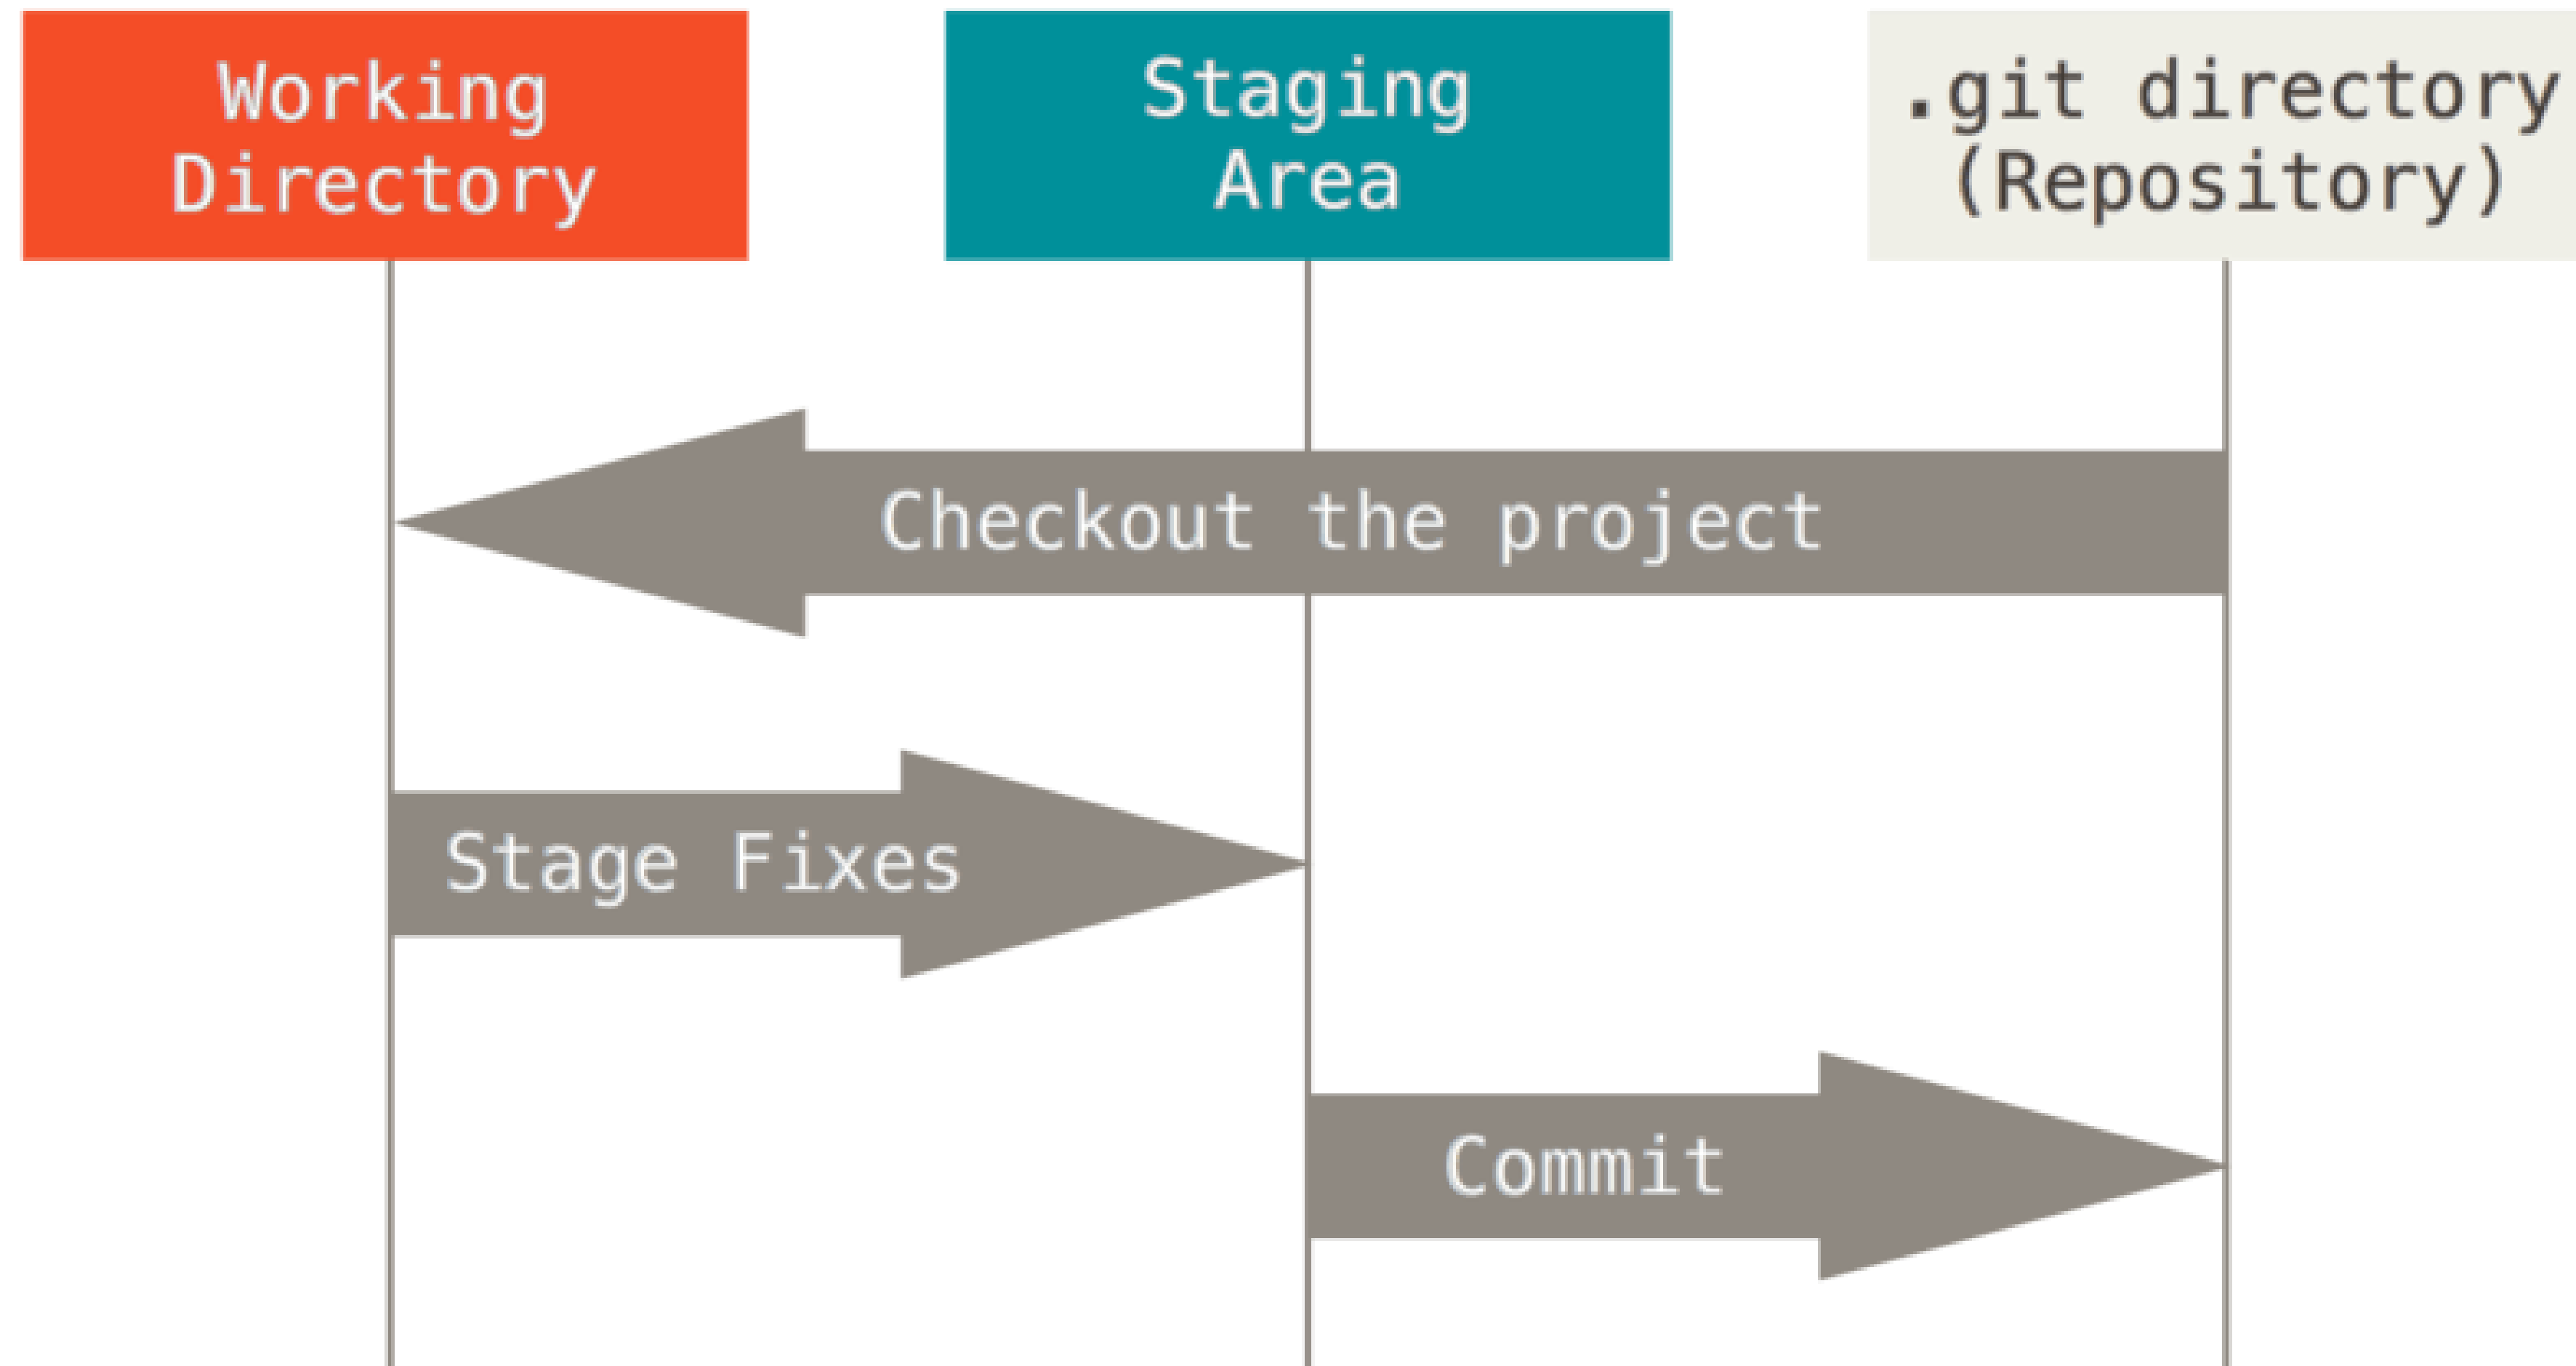 Working
Directory
Staging
Area
.git directory
(Repository)
Checkout the project
Stage Fixes
Commit